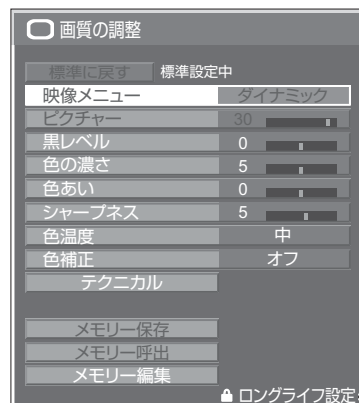 画質の調整
標準に戻す 標準設定中
映像メニュー ダイナミック
ピクチャー 30
黒レベル 0
色の濃さ 5
色あい 0
シャープネス 5
色温度 中
色補正 オフ
テクニカル
メモリー保存
メモリー呼出
メモリー編集
ロングライフ設定